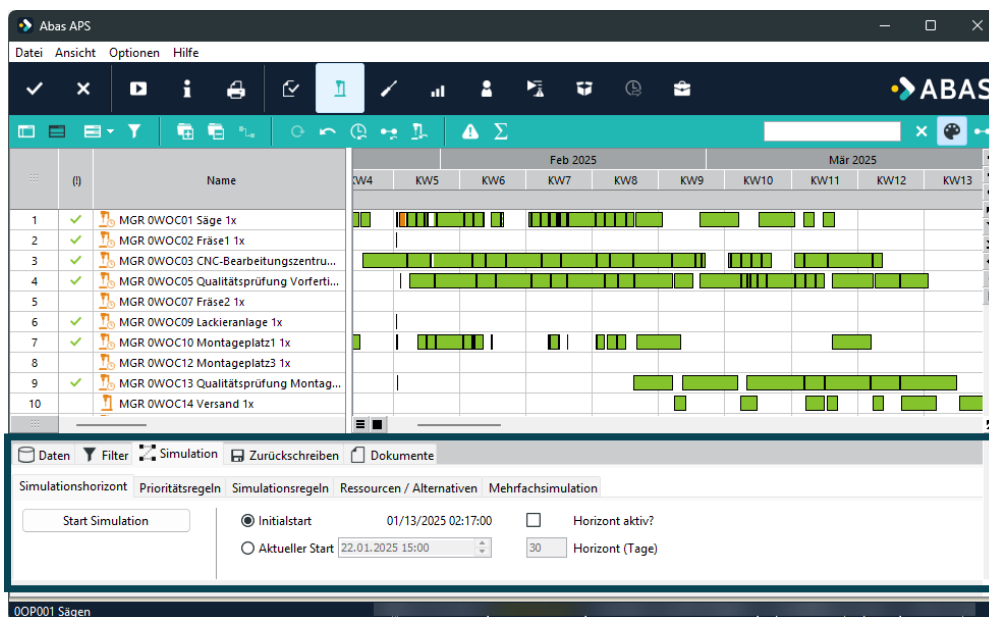 Abas APS
Datei Ansicht Optionen Hilfe
ABAS
Feb 2025 Mär 2025
(!) Name KW4 KW5 KW6 KW7 KW8 KW9 KW10 KW11 KW12 KW13
1 MGR 0WOC01 Säge 1x
2 MGR 0WOC02 Fräse1 1x
3 MGR 0WOC03 CNC-Bearbeitungszentru...
4 MGR 0WOC05 Qualitätsprüfung Vorferti...
5 MGR 0WOC07 Fräse2 1x
6 MGR 0WOC09 Lackieranlage 1x
7 MGR 0WOC10 Montageplatz1 1x
8 MGR 0WOC12 Montageplatz3 1x
9 MGR 0WOC13 Qualitätsprüfung Montag...
10 MGR 0WOC14 Versand 1x
Daten Filter Simulation Zurückschreiben Dokumente
Simulationshorizont Prioritätsregeln Simulationsregeln Ressourcen / Alternativen Mehrfachsimulation
Start Simulation Initialstart 01/13/2025 02:17:00 Horizont aktiv?
Aktueller Start 22.01.2025 15:00 30 Horizont (Tage)
0OP001 Sägen